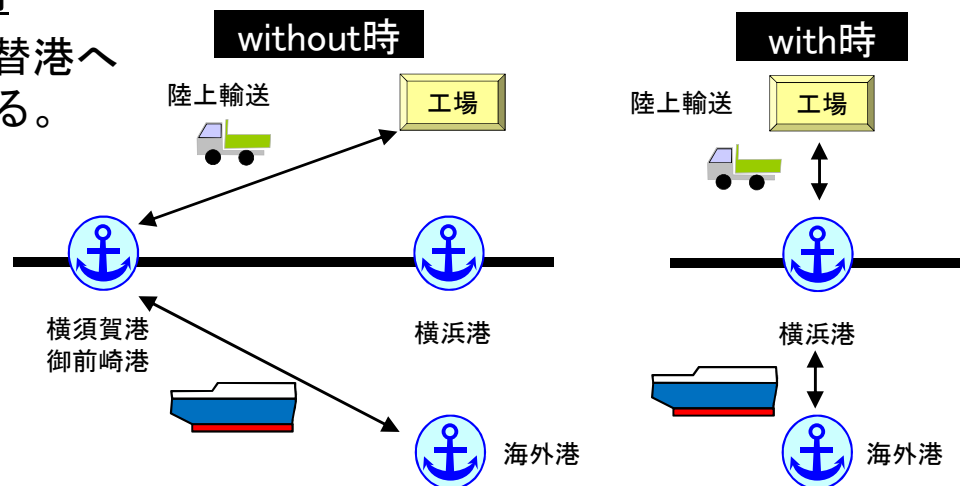 替港へ
る。
without時
陸上輸送
工場
横須賀港
御前崎港
横浜港
海外港
with時
陸上輸送
工場
横浜港
海外港